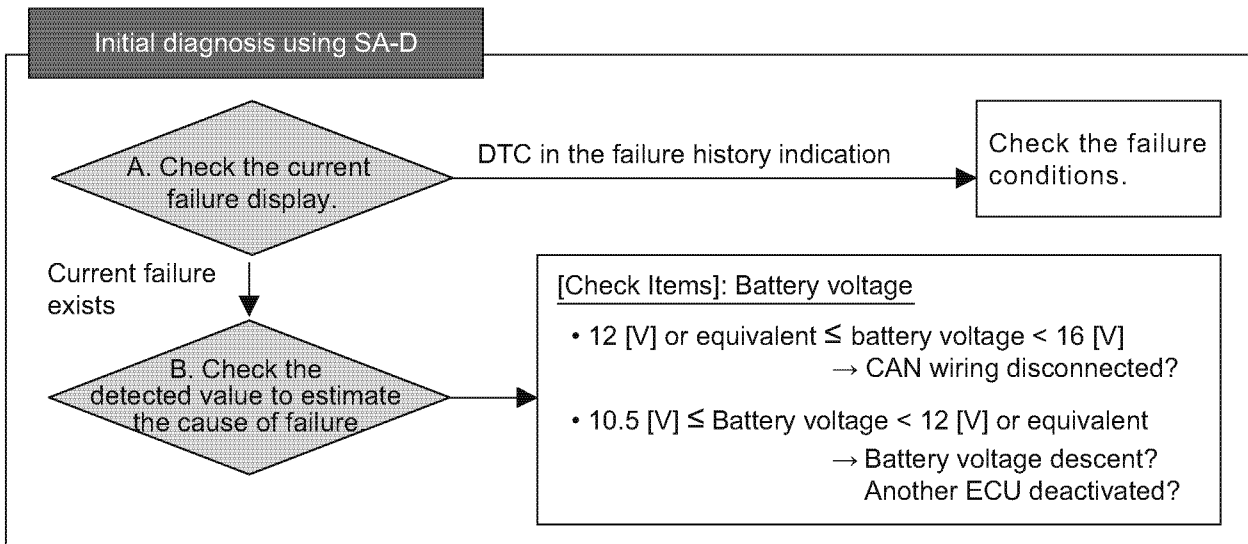 Initial diagnosis using SA-D
A. Check the current
failure display.
DTC in the failure history indication
Check the failure
conditions.
Current failure
exists
B. Check the
detected value to estimate
the cause of failure
[Check Items]: Battery voltage
• 12 [V] or equivalent ≤ battery voltage < 16 [V]
→ CAN wiring disconnected?
• 10.5 [V] ≤ Battery voltage < 12 [V] or equivalent
→ Battery voltage descent?
Another ECU deactivated?